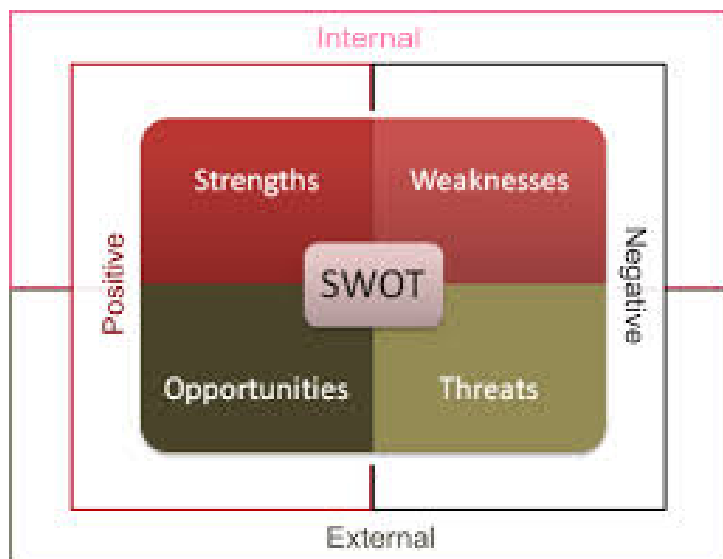 Internal
Strengths
Weaknesses
Positive
SWOT
Negative
Opportunities
Threats
External